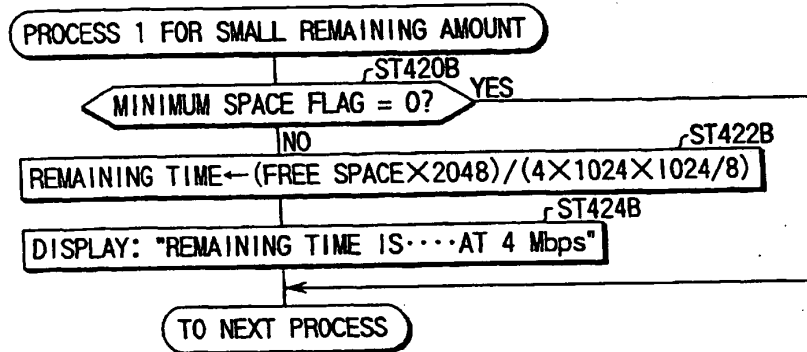 PROCESS 1 FOR SMALL REMAINING AMOUNT
ST420B
MINIMUM SPACE FLAG = 0?
YES
NO
ST422B
REMAINING TIME←(FREE SPACE×2048)/(4×1024×1024/8)
ST424B
DISPLAY: "REMAINING TIME IS····AT 4 Mbps"
TO NEXT PROCESS